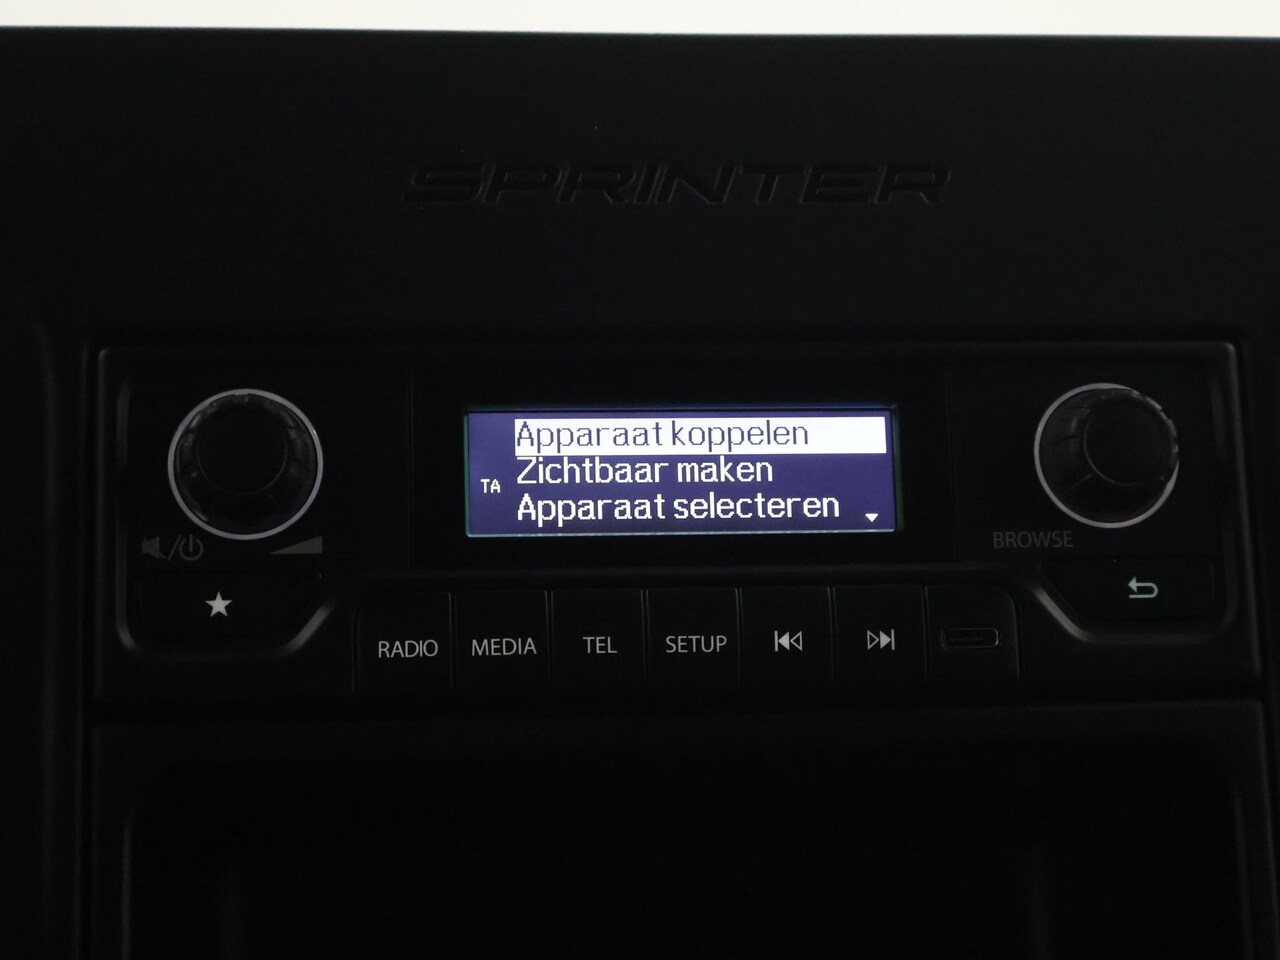 SPRINTER
Apparaat koppelen
Zichtbaar maken
TA
Apparaat selecteren
BROWSE
RADIO
MEDIA
TEL
SETUP